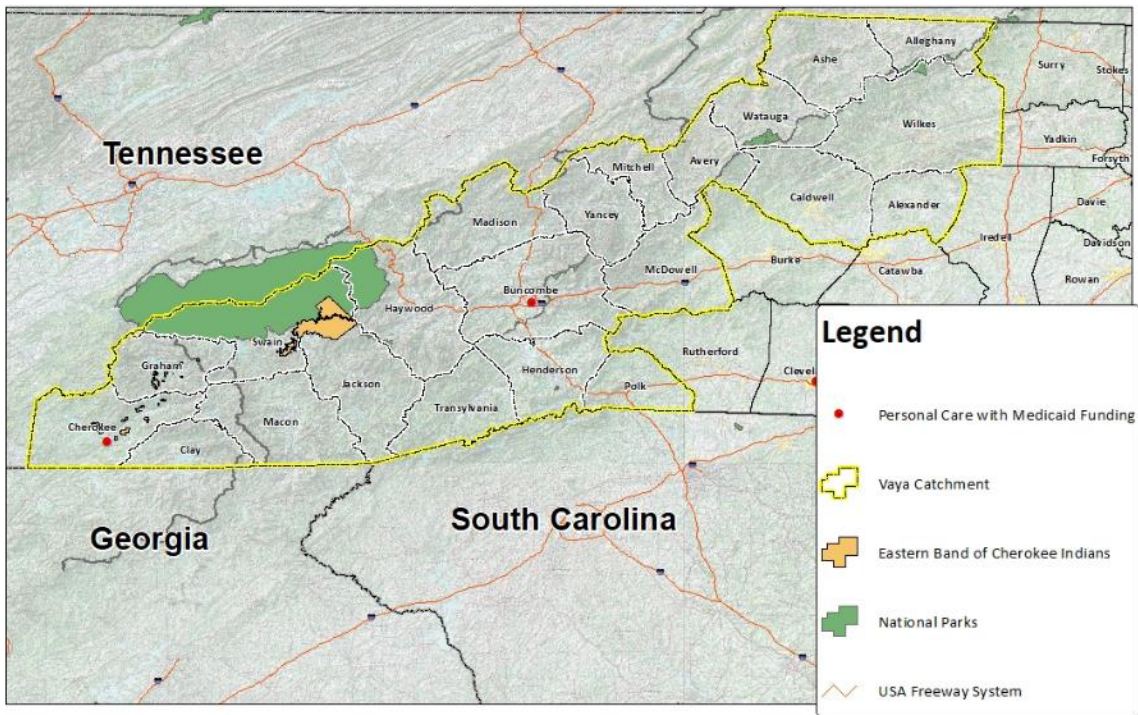 Alleghany
Ashe
Surry
Stokes
Watauga
Wilkes
Yadkin
Tennessee
Mitchell
Avery
Forsyth
Caldwell
Alexander
Madison
Yancey
Davie
Iredell
Davidson
McDowell
Burke
Catawba
Rowan
Buncombe
Haywood
Legend
Swain
Rutherford
Graham
Henderson
Clevel
Jackson
Polk
Transylvania
Personal Care with Medicaid Funding
Cherokee
Macon
Clay
Vaya Catchment
South Carolina
Georgia
Eastern Band of Cherokee Indians
National Parks
USA Freeway System